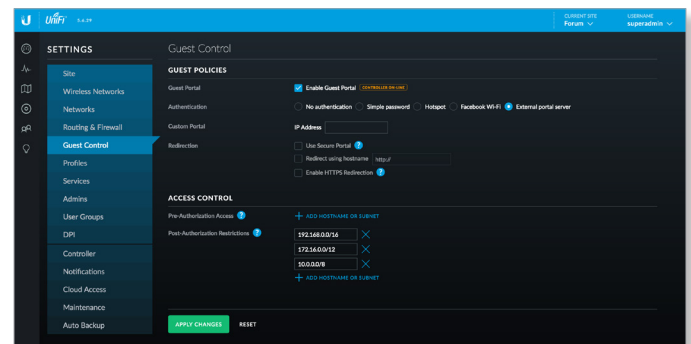 U UniFi 5.6.29 CURRENT SITE Forum USERNAME superadmin
SETTINGS
Site
Wireless Networks
Networks
Routing & Firewall
Guest Control
Profiles
Services
Admins
User Groups
DPI
Controller
Notifications
Cloud Access
Maintenance
Auto Backup
Guest Control
GUEST POLICIES
Guest Portal Enable Guest Portal
Authentication No authentication Simple password Hotspot Facebook Wi-Fi External portal server
Custom Portal IP Address
Redirection Use Secure Portal ?
Redirect using hostname http://
Enable HTTPS Redirection ?
ACCESS CONTROL
Pre-Authorization Access ? + ADD HOSTNAME OR SUBNET
Post-Authorization Restrictions ? 192.168.0.0/16
172.16.0.0/12
10.0.0.0/8
+ ADD HOSTNAME OR SUBNET
APPLY CHANGES RESET